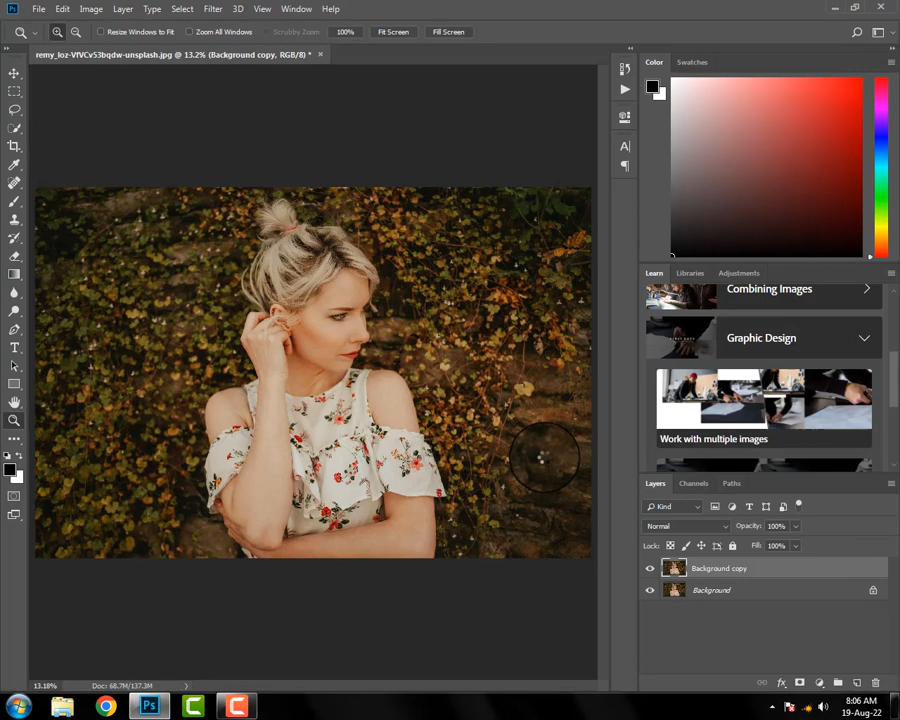 Ps File Edit Image Layer Type Select Filter 3D View Window Help
Resize Windows to Fit Zoom All Windows Scrubby Zoom 100% Fit Screen Fill Screen
remy_loz-VfVCv53bqdw-unsplash.jpg @ 13.2% (Background copy, RGB/8) *
Color Swatches
Learn Libraries Adjustments
Combining Images
Graphic Design
Work with multiple images
Layers Channels Paths
Kind
Normal Opacity: 100%
Lock: Fill: 100%
Background copy
Background
13.18% Doc: 68.7M/137.3M
Ps
8:06 AM
19-Aug-22